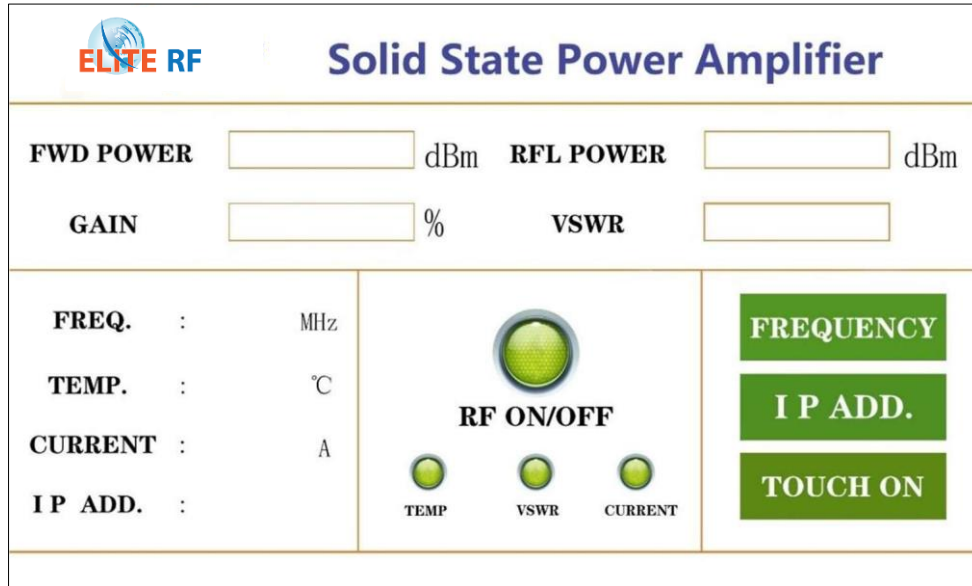 ELITE RF
Solid State Power Amplifier
FWD POWER dBm RFL POWER dBm
GAIN % VSWR
FREQ. : MHz
TEMP. : ℃
CURRENT : A
I P ADD. :
RF ON/OFF
TEMP VSWR CURRENT
FREQUENCY
I P ADD.
TOUCH ON